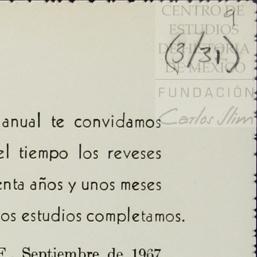 9
CENTRO DE
ESTUDIOS
DE HISTORIA
DE MÉXICO
(3/31)
FUNDACIÓN
Carlos Slim
anual te convidamos
el tiempo los reveses
enta años y unos meses
os estudios completamos.
F., Septiembre de 1967